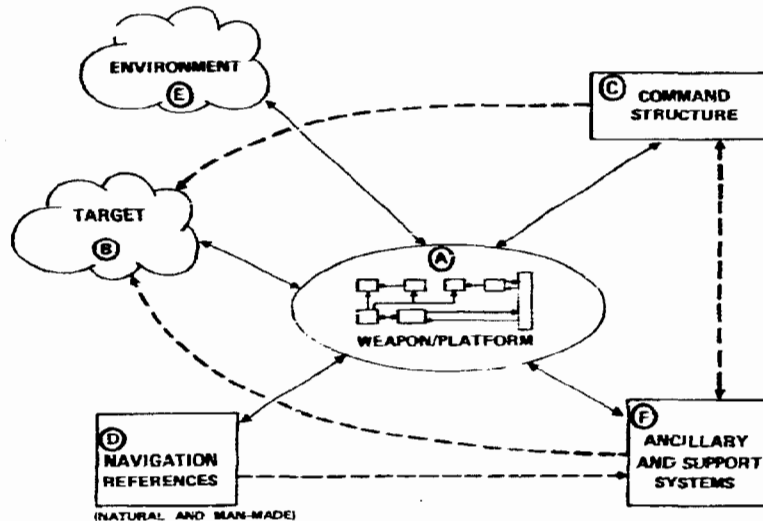 ENVIRONMENT
E
C
COMMAND
STRUCTURE
TARGET
B
A
WEAPON/PLATFORM
D
NAVIGATION
REFERENCES
(NATURAL AND MAN-MADE)
F
ANCILLARY
AND SUPPORT
SYSTEMS